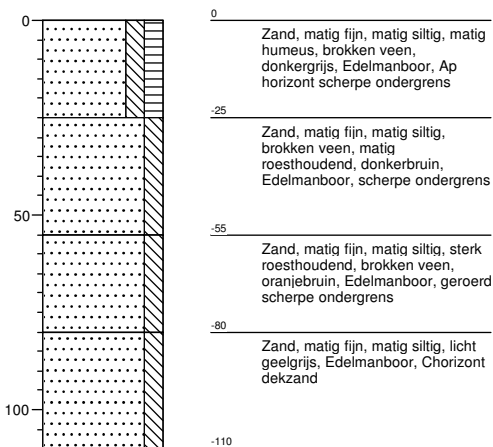 0
0
Zand, matig fijn, matig siltig, matig
humeus, brokken veen,
donkergrijs, Edelmanboor, Ap
horizont scherpe ondergrens
-25
Zand, matig fijn, matig siltig,
brokken veen, matig
roesthoudend, donkerbruin,
Edelmanboor, scherpe ondergrens
50
-55
Zand, matig fijn, matig siltig, sterk
roesthoudend, brokken veen,
oranjebruin, Edelmanboor, geroerd
scherpe ondergrens
-80
Zand, matig fijn, matig siltig, licht
geelgrijs, Edelmanboor, Chorizont
dekzand
100
-110